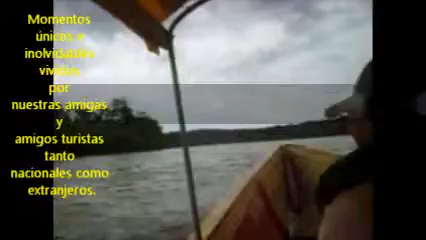 Momentos
únicos e
inolvidables
vividos
por
nuestras amigas
y
amigos turistas
tanto
nacionales como
extranjeros.